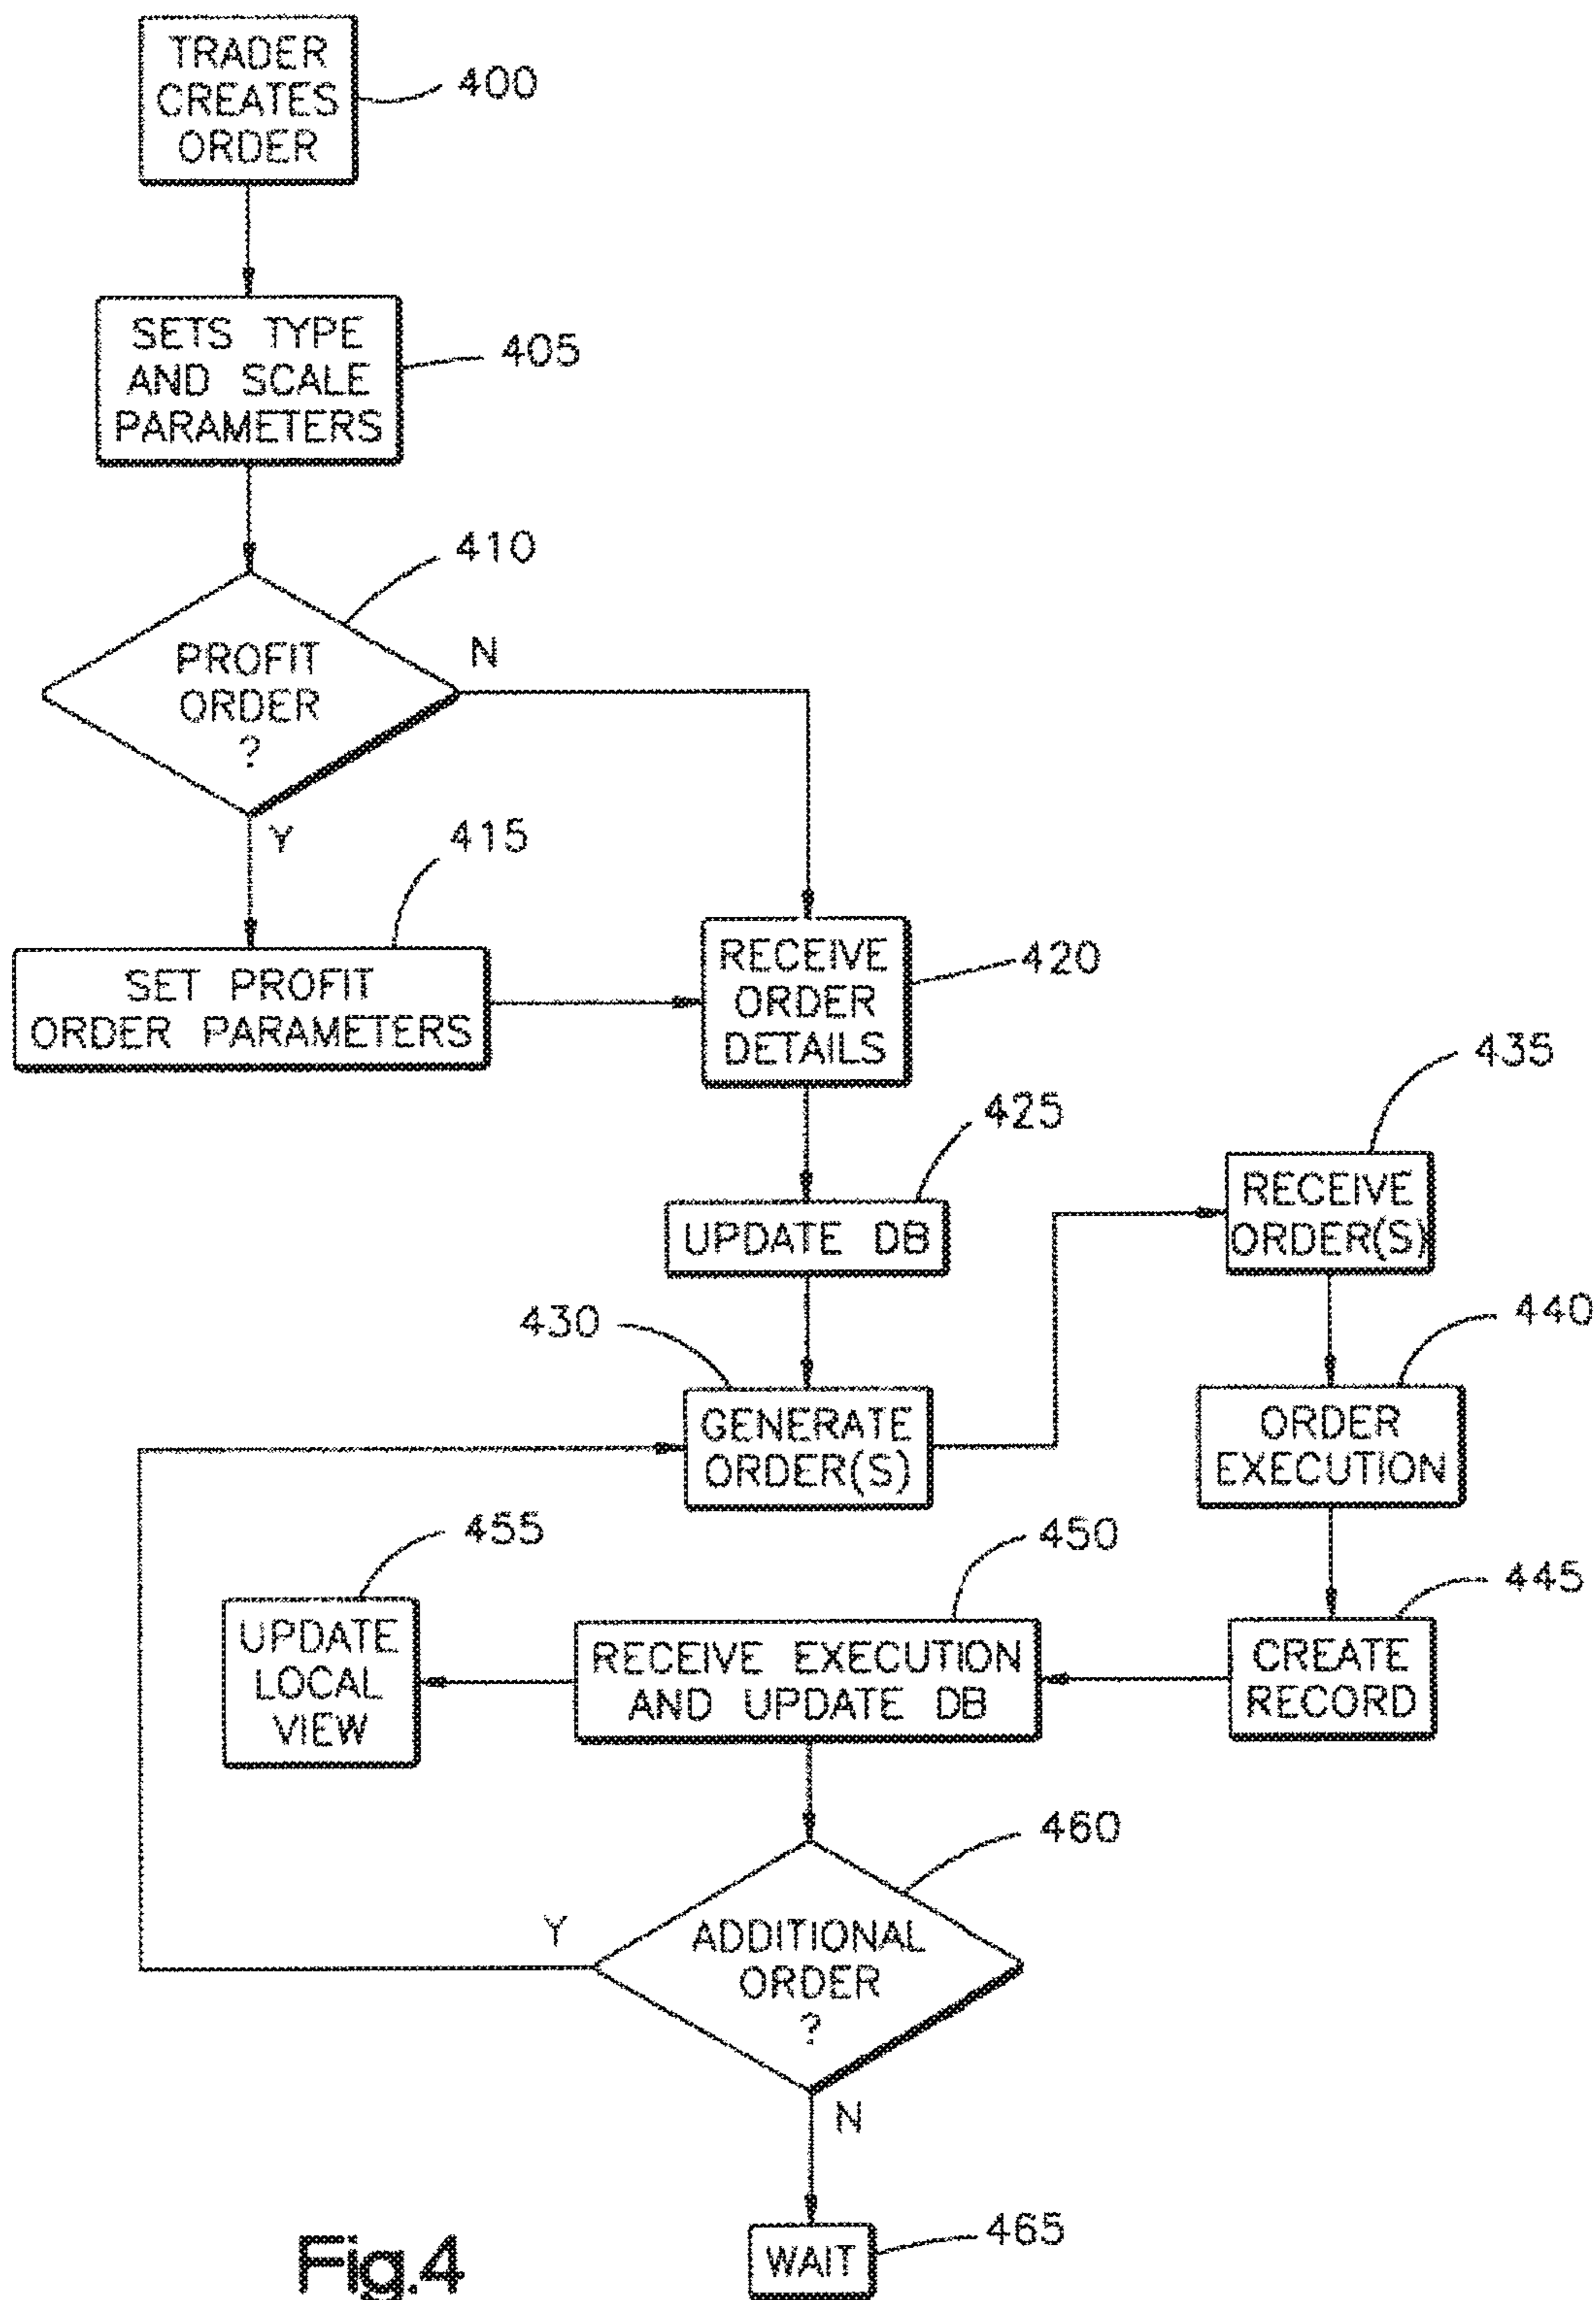 TRADER
CREATES
ORDER
400
SETS TYPE
AND SCALE
PARAMETERS
405
410
PROFIT
ORDER
?
N
Y
415
SET PROFIT
ORDER PARAMETERS
RECEIVE
ORDER
DETAILS
420
425
UPDATE DB
435
RECEIVE
ORDER(S)
430
GENERATE
ORDER(S)
440
ORDER
EXECUTION
455
UPDATE
LOCAL
VIEW
450
RECEIVE EXECUTION
AND UPDATE DB
445
CREATE
RECORD
460
ADDITIONAL
ORDER
?
Y
N
WAIT
465
Fig.4